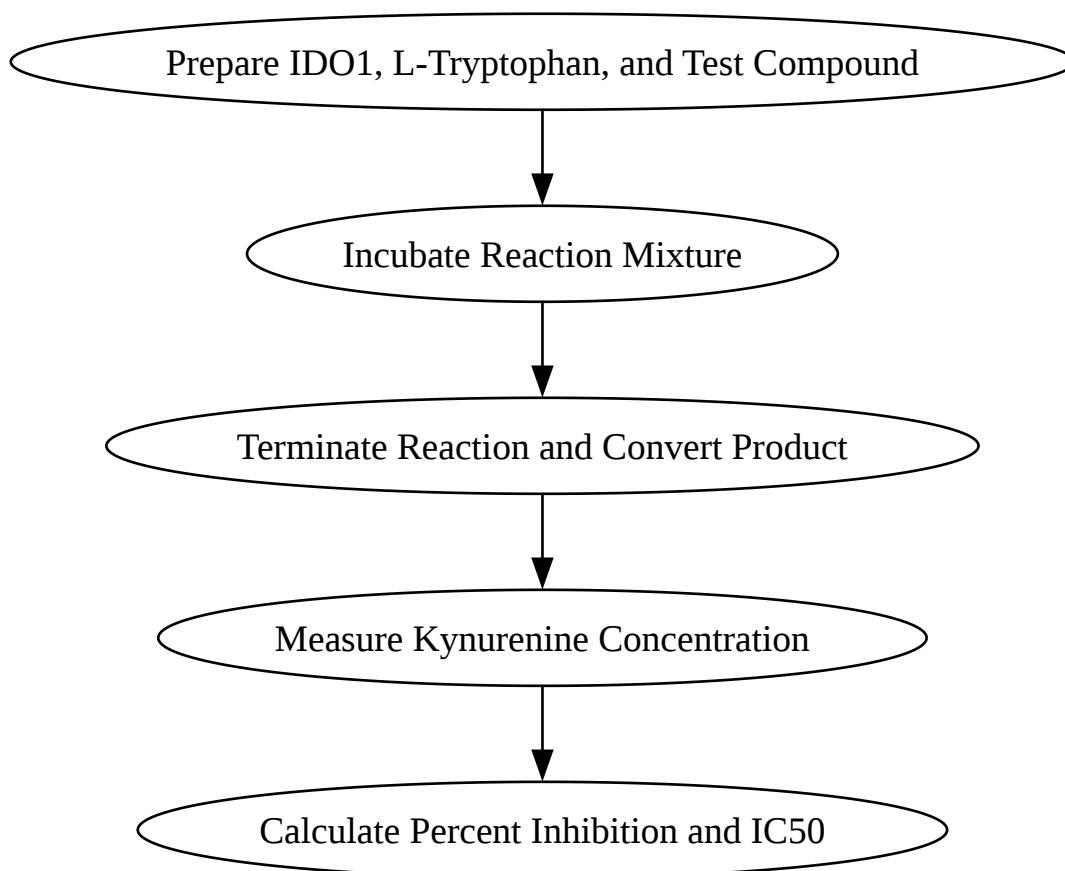 Prepare IDO1, L-Tryptophan, and Test Compound
Incubate Reaction Mixture
Terminate Reaction and Convert Product
Measure Kynurenine Concentration
Calculate Percent Inhibition and IC50